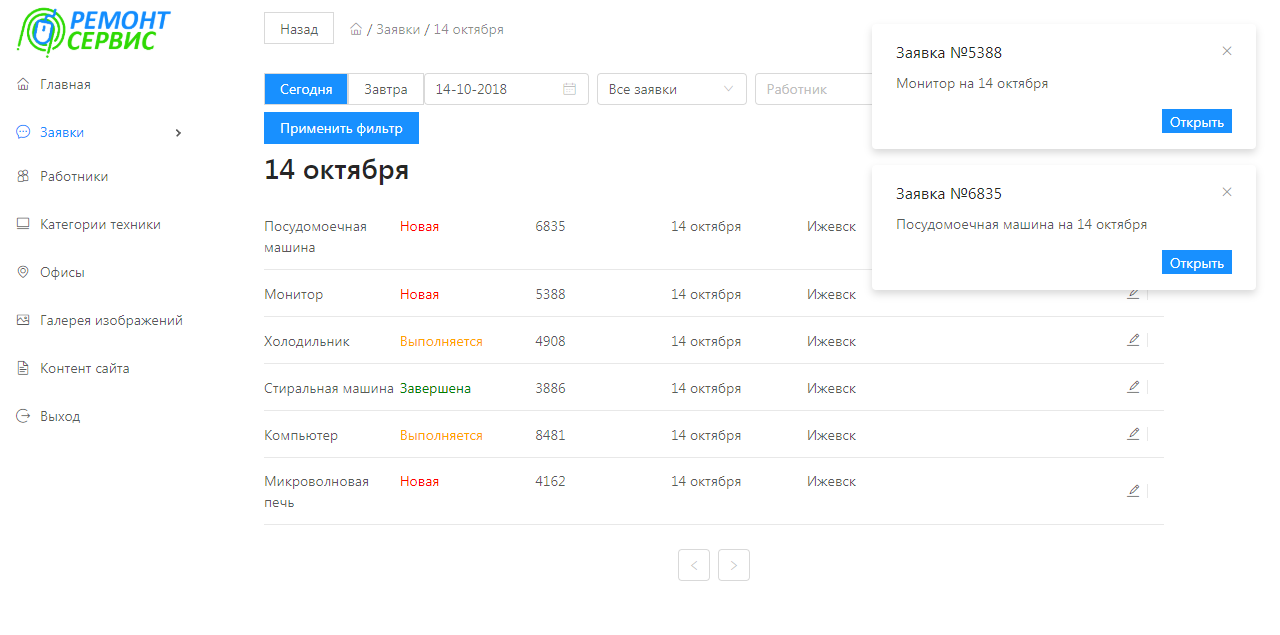 РЕМОНТ
СЕРВИС
Главная
Заявки
Работники
Категории техники
Офисы
Галерея изображений
Контент сайта
Выход
Назад / Заявки / 14 октября
Сегодня Завтра 14-10-2018 Все заявки Работник
Применить фильтр
14 октября
Посудомоечная Новая 6835 14 октября Ижевск
машина
Монитор Новая 5388 14 октября Ижевск
Холодильник Выполняется 4908 14 октября Ижевск
Стиральная машина Завершена 3886 14 октября Ижевск
Компьютер Выполняется 8481 14 октября Ижевск
Микроволновая Новая 4162 14 октября Ижевск
печь
Заявка №5388
Монитор на 14 октября
Открыть
Заявка №6835
Посудомоечная машина на 14 октября
Открыть